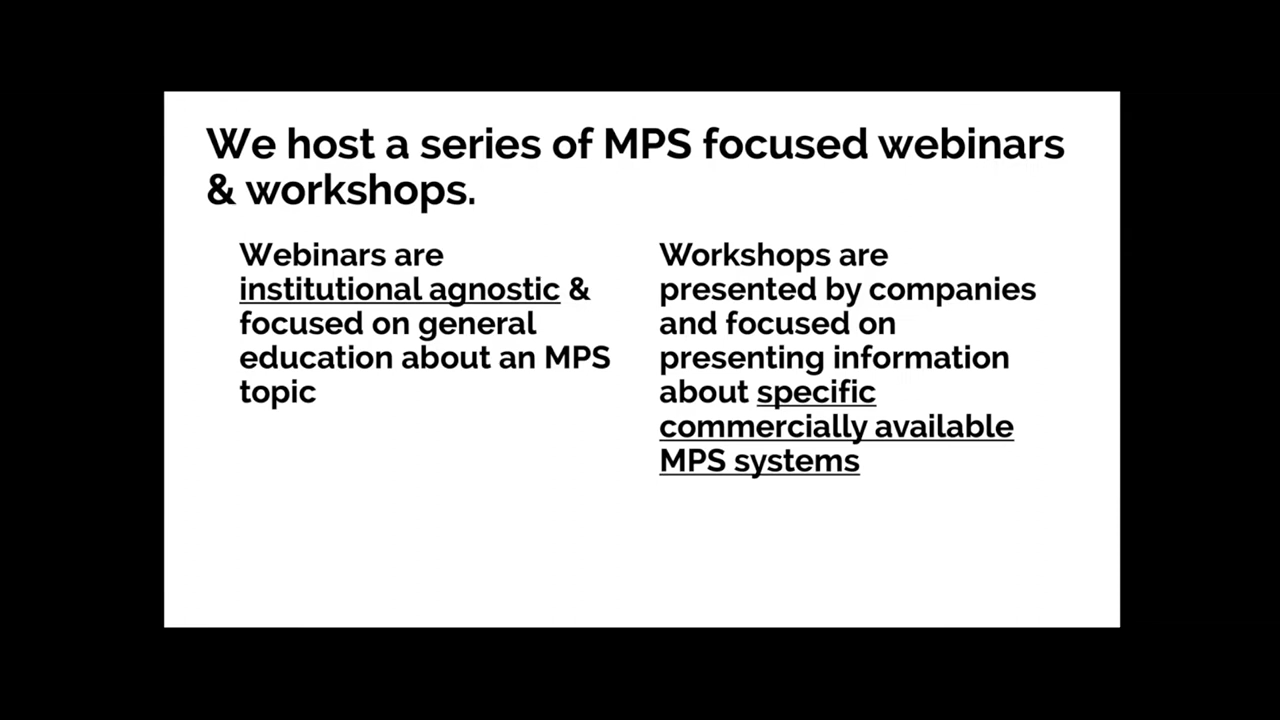 We host a series of MPS focused webinars
& workshops.
Webinars are
institutional agnostic &
focused on general
education about an MPS
topic
Workshops are
presented by companies
and focused on
presenting information
about specific
commercially available
MPS systems